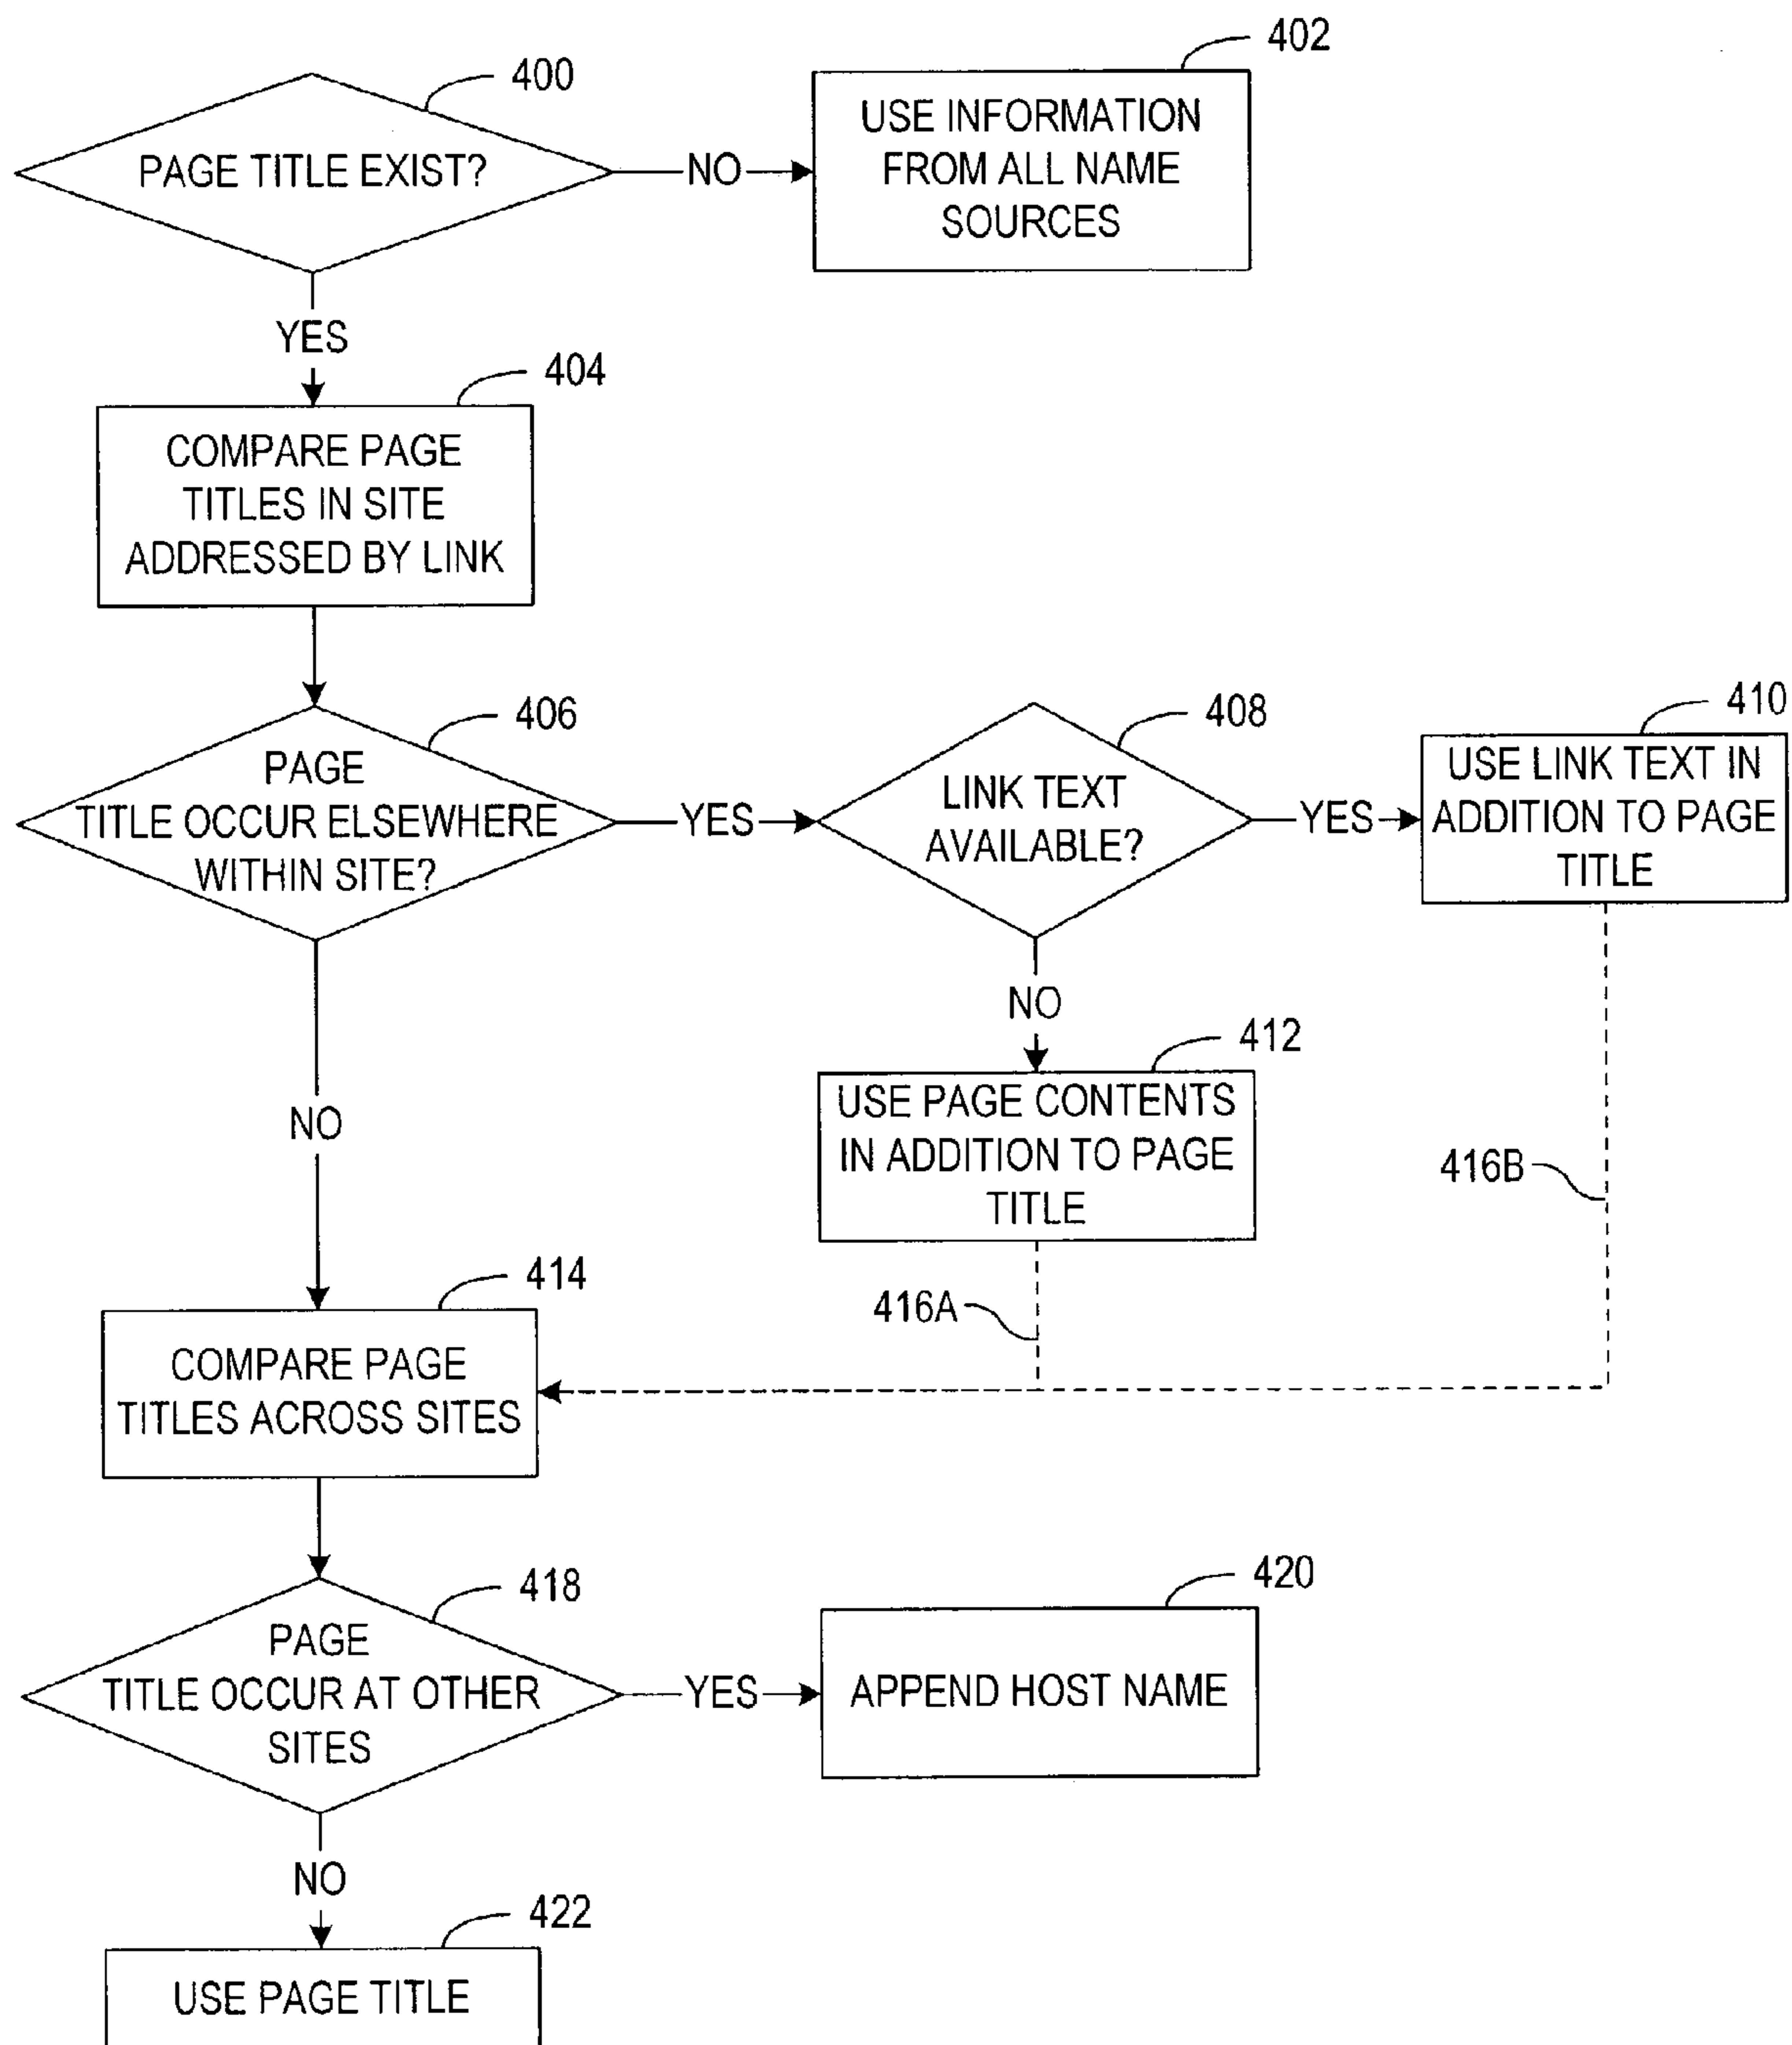 402
400
USE INFORMATION
FROM ALL NAME
SOURCES
PAGE TITLE EXIST?
NO
YES
404
COMPARE PAGE
TITLES IN SITE
ADDRESSED BY LINK
406
408
410
PAGE
TITLE OCCUR ELSEWHERE
WITHIN SITE?
YES
LINK TEXT
AVAILABLE?
YES
USE LINK TEXT IN
ADDITION TO PAGE
TITLE
NO
412
USE PAGE CONTENTS
IN ADDITION TO PAGE
TITLE
NO
416B
414
416A
COMPARE PAGE
TITLES ACROSS SITES
418
420
PAGE
TITLE OCCUR AT OTHER
SITES
YES
APPEND HOST NAME
NO
422
USE PAGE TITLE